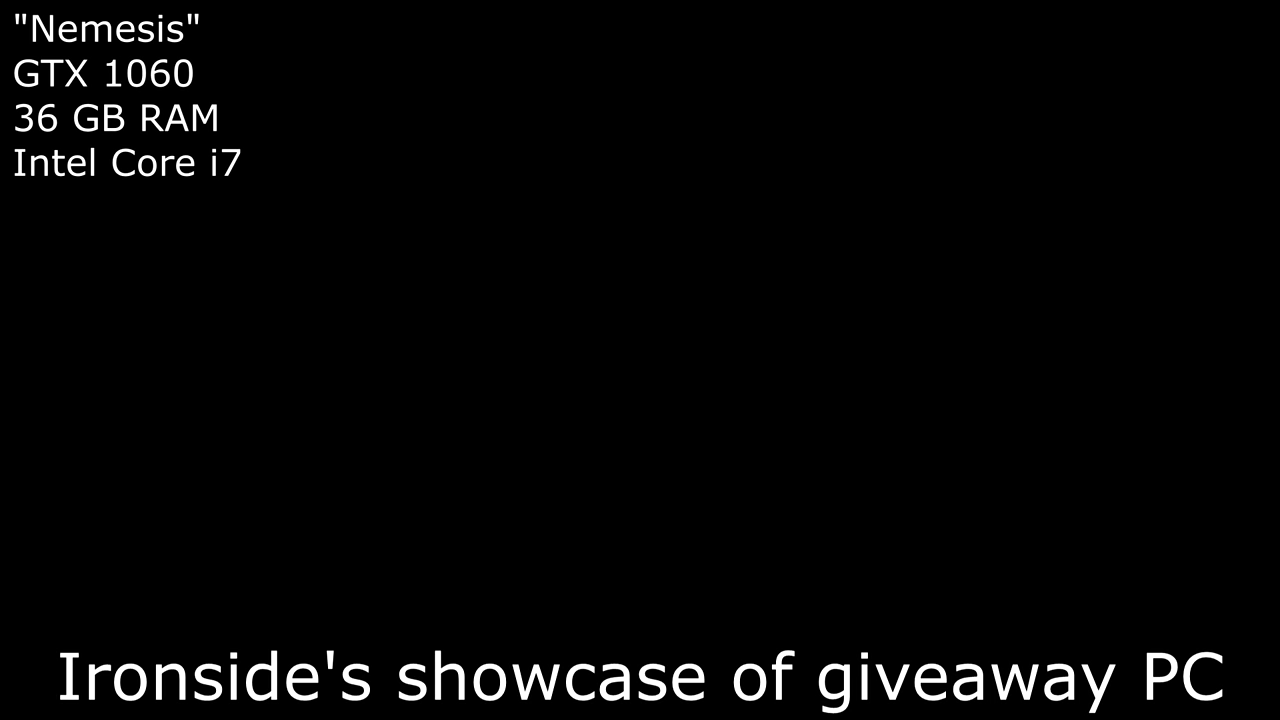 "Nemesis"
GTX 1060
36 GB RAM
Intel Core i7
Ironside's showcase of giveaway PC